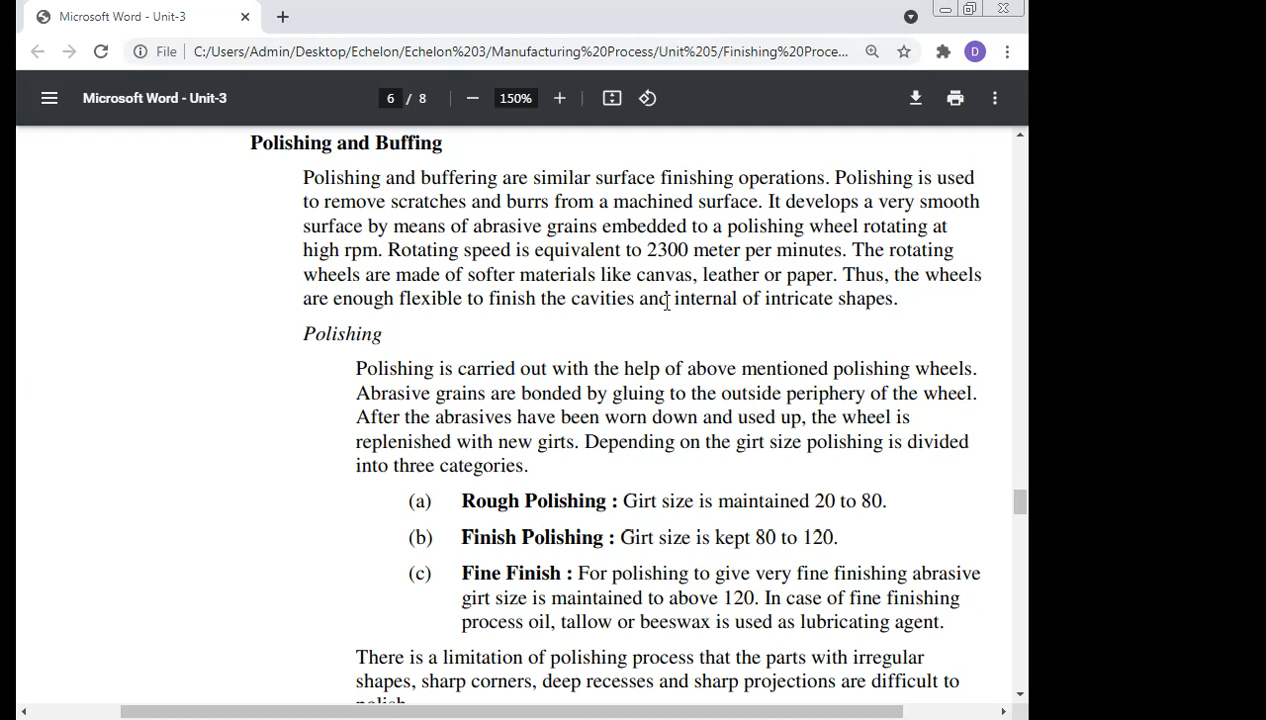 Microsoft Word - Unit-3
File C:/Users/Admin/Desktop/Echelon/Echelon%203/Manufacturing%20Process/Unit%205/Finishing%20Proce... D
Microsoft Word - Unit-3 6 / 8 150%
Polishing and Buffing
Polishing and buffering are similar surface finishing operations. Polishing is used
to remove scratches and burrs from a machined surface. It develops a very smooth
surface by means of abrasive grains embedded to a polishing wheel rotating at
high rpm. Rotating speed is equivalent to 2300 meter per minutes. The rotating
wheels are made of softer materials like canvas, leather or paper. Thus, the wheels
are enough flexible to finish the cavities and internal of intricate shapes.
Polishing
Polishing is carried out with the help of above mentioned polishing wheels.
Abrasive grains are bonded by gluing to the outside periphery of the wheel.
After the abrasives have been worn down and used up, the wheel is
replenished with new girts. Depending on the girt size polishing is divided
into three categories.
(a) Rough Polishing : Girt size is maintained 20 to 80.
(b) Finish Polishing : Girt size is kept 80 to 120.
(c) Fine Finish : For polishing to give very fine finishing abrasive
girt size is maintained to above 120. In case of fine finishing
process oil, tallow or beeswax is used as lubricating agent.
There is a limitation of polishing process that the parts with irregular
shapes, sharp corners, deep recesses and sharp projections are difficult to
polish.